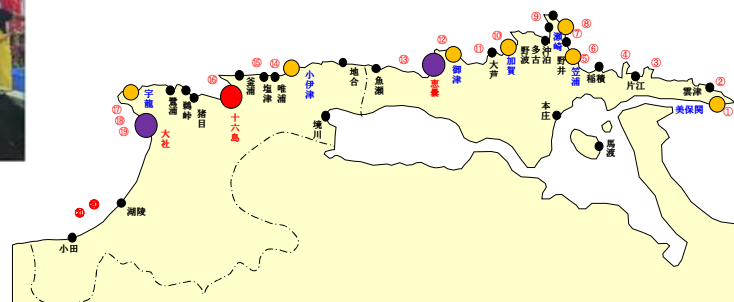 ⑨
⑧
瀬崎
⑦
沖泊
多古
野波
⑩
加賀
野井
⑤
笠浦
⑥
稲積
④
片江
③
②
雲津
美保関
①
⑪
大芦
⑫
御津
⑬
恵曇
魚瀬
地合
小伊津
⑭
唯浦
⑮
塩津
釜浦
⑯
十六島
猪目
鵜峠
鷺浦
宇龍
⑰
⑱
⑲
大社
境川
本庄
馬渡
⑳
湖陵
小田